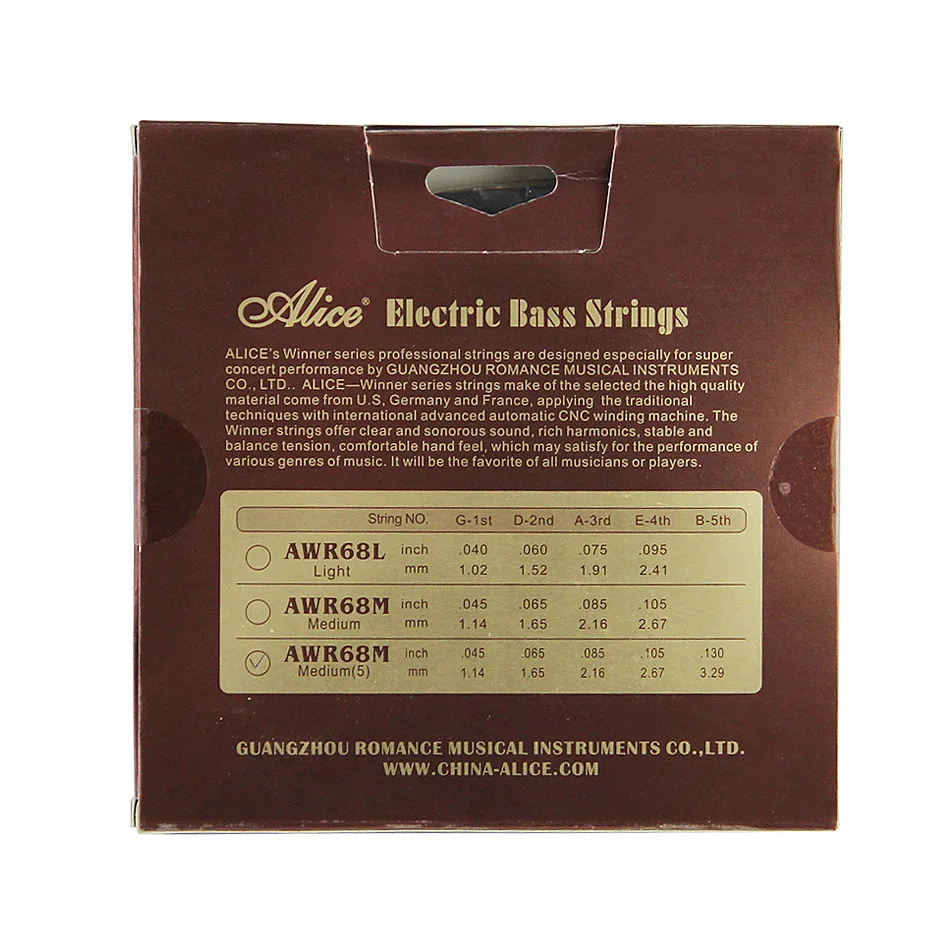 Alice® Electric Bass Strings
ALICE's Winner series professional strings are designed especially for super
concert performance by GUANGZHOU ROMANCE MUSICAL INSTRUMENTS
CO., LTD.. ALICE—Winner series strings make of the selected the high quality
material come from U.S, Germany and France, applying the traditional
techniques with international advanced automatic CNC winding machine. The
Winner strings offer clear and sonorous sound, rich harmonics, stable and
balance tension, comfortable hand feel, which may satisfy for the performance of
various genres of music. It will be the favorite of all musicians or players.
String NO. G-1st D-2nd A-3rd E-4th B-5th
AWR68L inch .040 .060 .075 .095
Light mm 1.02 1.52 1.91 2.41
AWR68M inch .045 .065 .085 .105
Medium mm 1.14 1.65 2.16 2.67
AWR68M inch .045 .065 .085 .105 .130
Medium(5) mm 1.14 1.65 2.16 2.67 3.29
GUANGZHOU ROMANCE MUSICAL INSTRUMENTS CO.,LTD.
WWW.CHINA-ALICE.COM